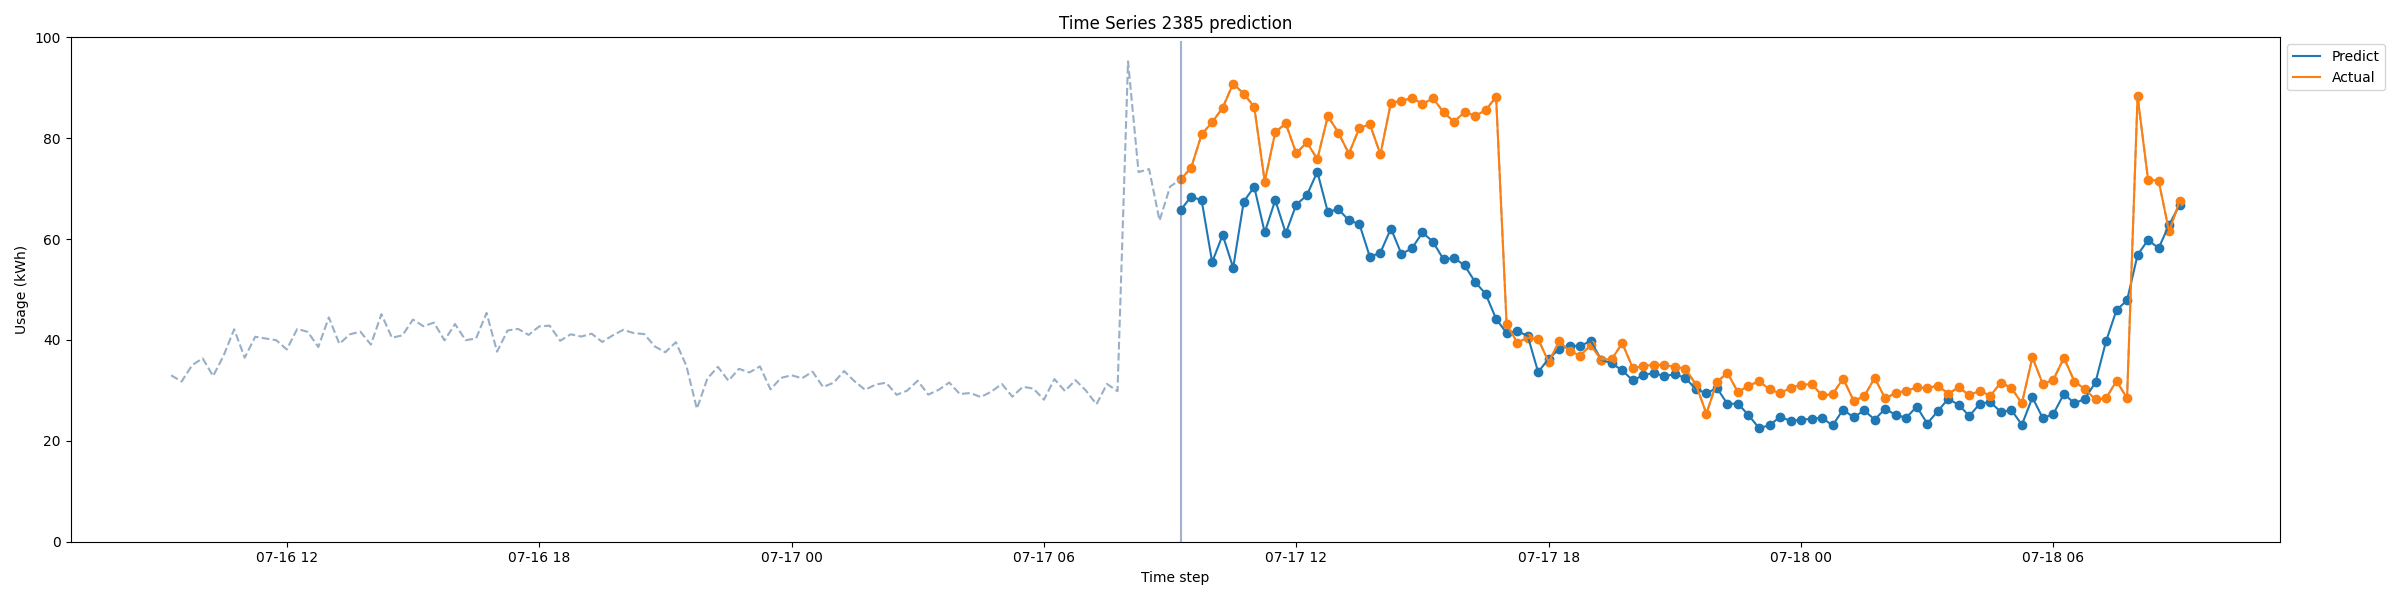 Time Series 2385 prediction
100
80
60
40
20
0
Usage (kWh)
07-16 12
07-16 18
07-17 00
07-17 06
07-17 12
07-17 18
07-18 00
07-18 06
Time step
Predict
Actual